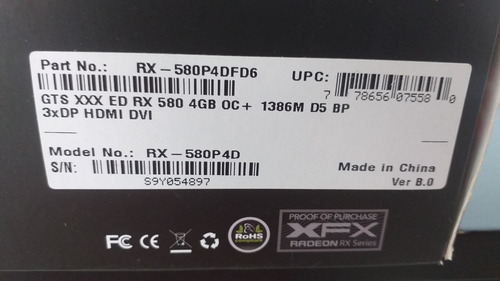 Part No.: RX-580P4DFD6 UPC: 7 78656 07558 0
GTS XXX ED RX 580 4GB OC+ 1386M D5 BP
3xDP HDMI DVI
Model No.: RX-580P4D
S/N:
S9Y054897
Made in China
Ver 8.0
FC CE RoHS compliant
PROOF OF PURCHASE
XFX
RADEON RX Series